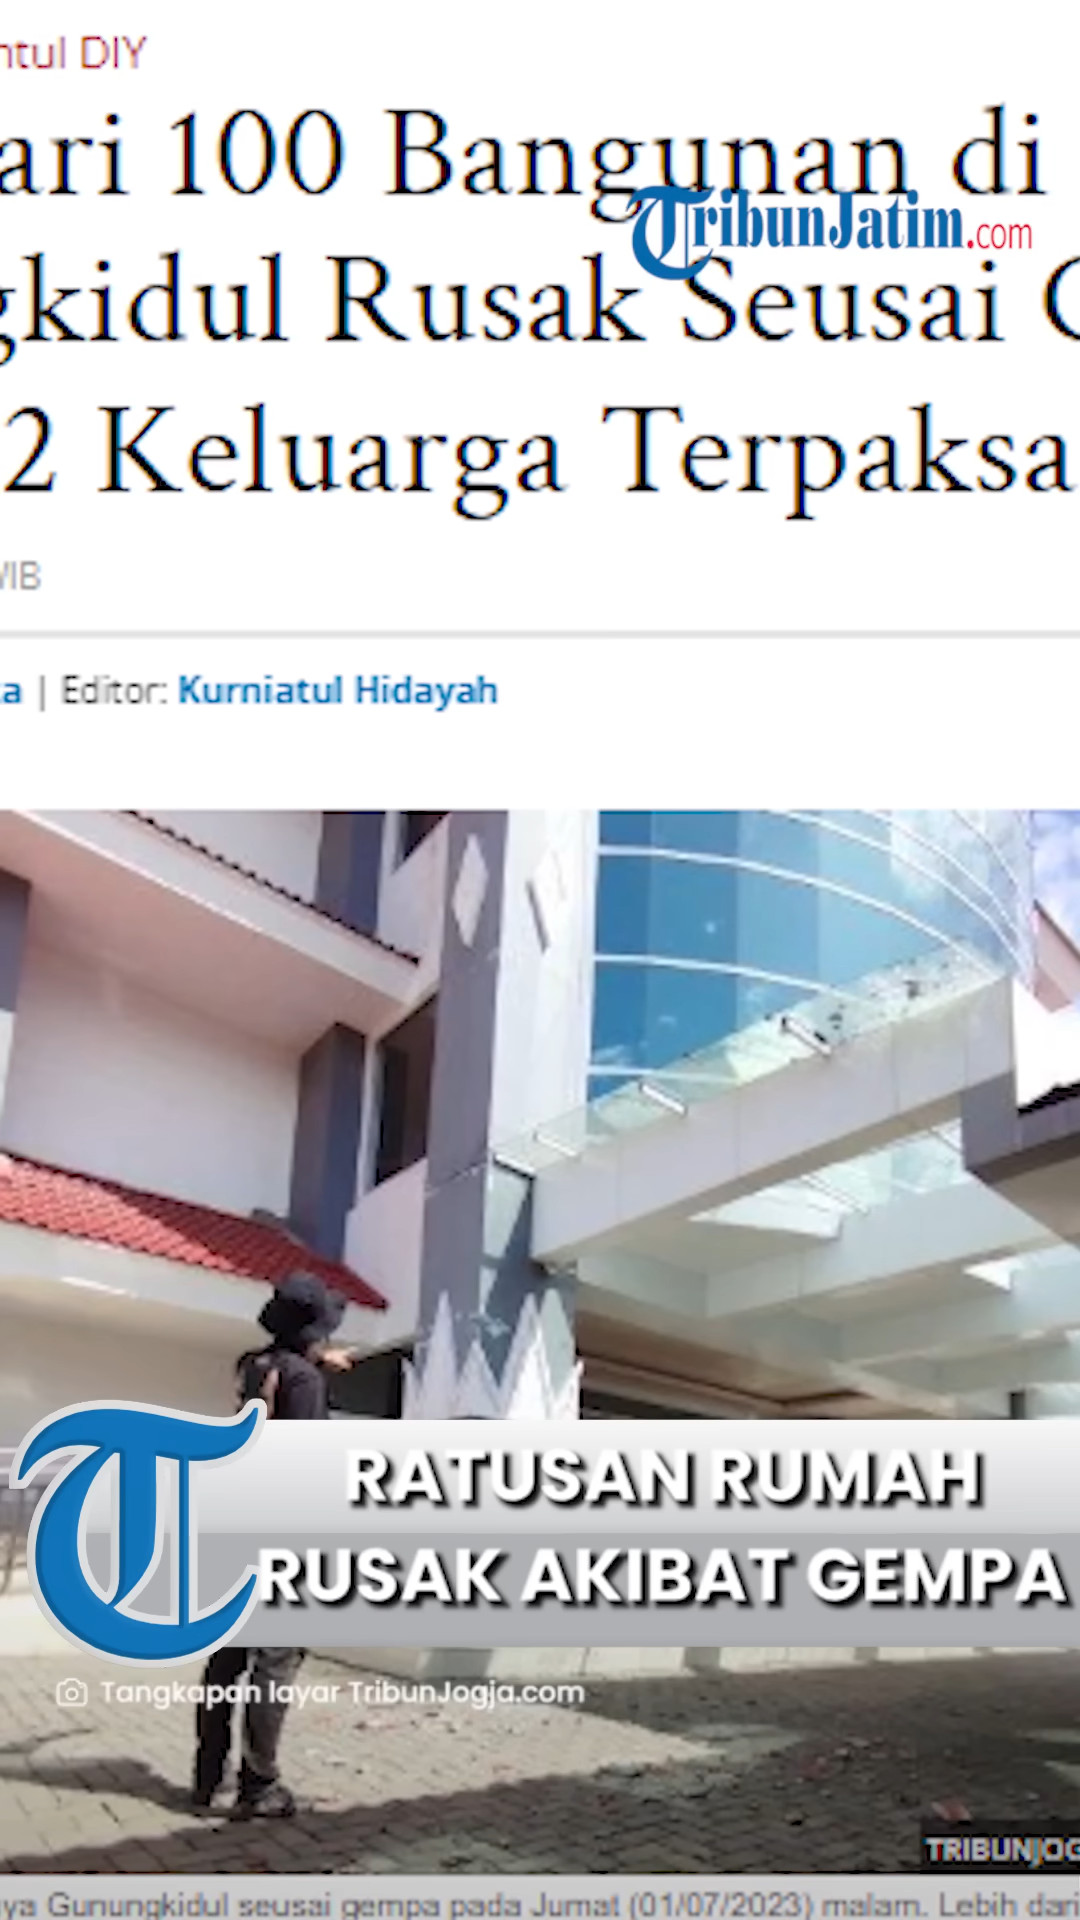 ntul DIY
ari 100 Bangunan di
TribunJatim.com
gkidul Rusak Seusai G
2 Keluarga Terpaksa
WIB
ta | Editor: Kurniatul Hidayah
RATUSAN RUMAH
RUSAK AKIBAT GEMPA
Tangkapan layar TribunJogja.com
TRIBUNJOG
ya Gunungkidul seusai gempa pada Jumat (01/07/2023) malam. Lebih dari